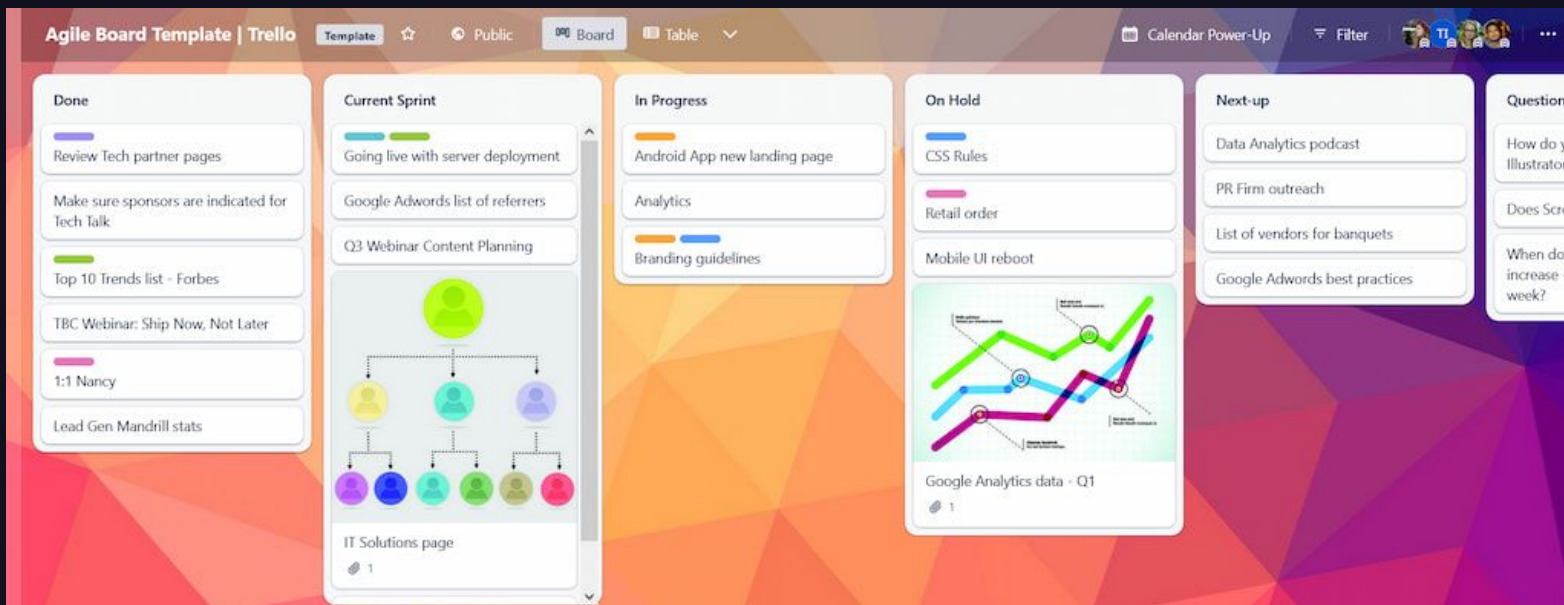 Agile Board Template | Trello
Template
Public
Board
Table
Calendar Power-Up
Filter
TI
Done
Review Tech partner pages
Make sure sponsors are indicated for
Tech Talk
Top 10 Trends list - Forbes
TBC Webinar: Ship Now, Not Later
1:1 Nancy
Lead Gen Mandrill stats
Current Sprint
Going live with server deployment
Google Adwords list of referrers
Q3 Webinar Content Planning
IT Solutions page
1
In Progress
Android App new landing page
Analytics
Branding guidelines
On Hold
CSS Rules
Retail order
Mobile UI reboot
Google Analytics data - Q1
1
Next-up
Data Analytics podcast
PR Firm outreach
List of vendors for banquets
Google Adwords best practices
Question
How do y
Illustrator
Does Scre
When do
increase
week?